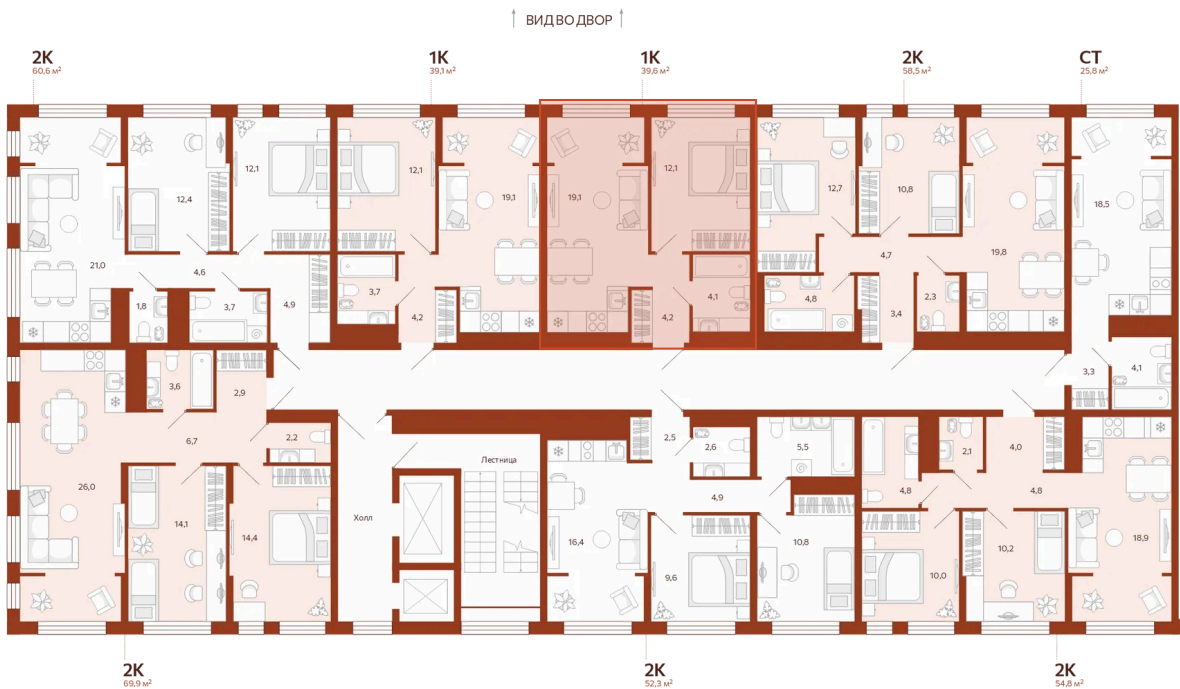 ↑ ВИД ВО ДВОР ↑
2К 1К 1К 2К СТ
60,6 м² 39,1 м² 39,6 м² 58,5 м² 25,8 м²
12,1 12,1 19,1 19,1 12,1 12,7 10,8 18,5
12,4
21,0 4,6 4,7 19,8
1,8 3,7 4,9 3,7 4,2 4,2 4,1 4,8 3,4 2,3
3,3 4,1
3,6 2,9
6,7 2,2 2,5 2,6 5,5 2,1 4,0
Лестница
26,0 14,1 4,9 4,8 4,8
14,4 Холл 16,4 10,8 18,9
9,6 10,0 10,2
2К 2К 2К
69,9 м² 52,3 м² 54,8 м²